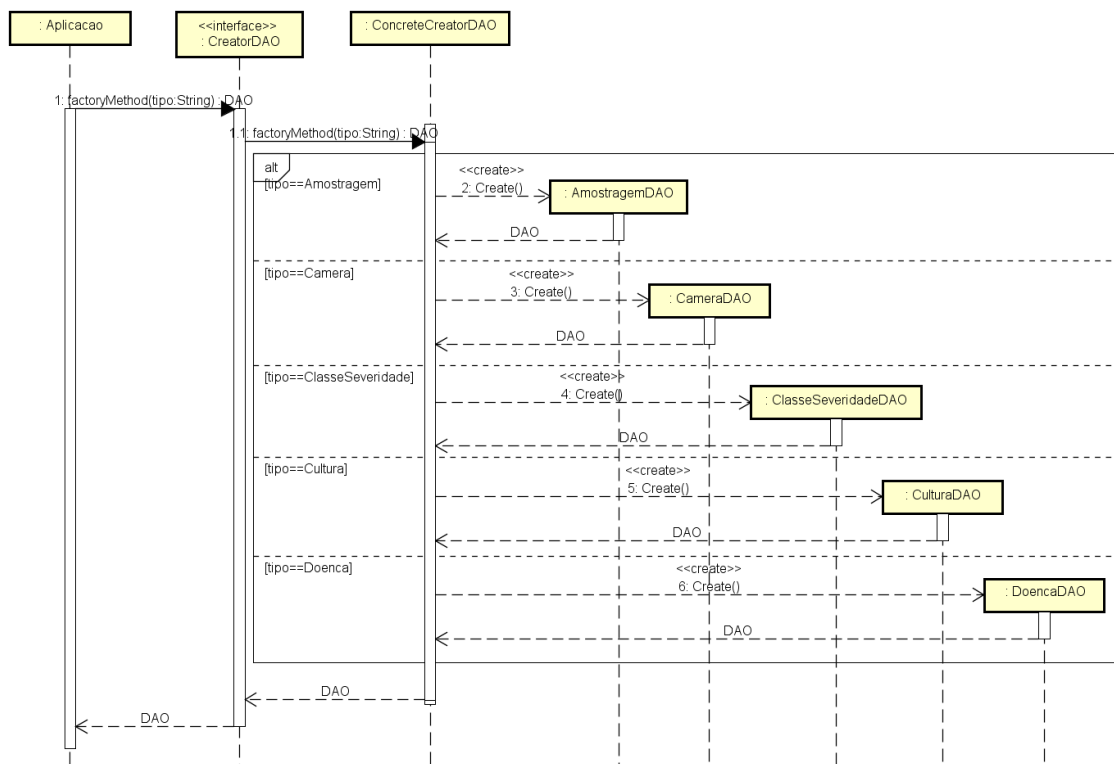 : Aplicacao
<<interface>>
: CreatorDAO
: ConcreteCreatorDAO
1: factoryMethod(tipo:String) : DAO
1.1: factoryMethod(tipo:String) : DAO
alt
[tipo==Amostragem]
<<create>>
2: Create()
: AmostragemDAO
DAO
[tipo==Camera]
<<create>>
3: Create()
: CameraDAO
DAO
[tipo==ClasseSeveridade]
<<create>>
4: Create()
: ClasseSeveridadeDAO
DAO
[tipo==Cultura]
<<create>>
5: Create()
: CulturaDAO
DAO
[tipo==Doenca]
<<create>>
6: Create()
: DoencaDAO
DAO
DAO
DAO